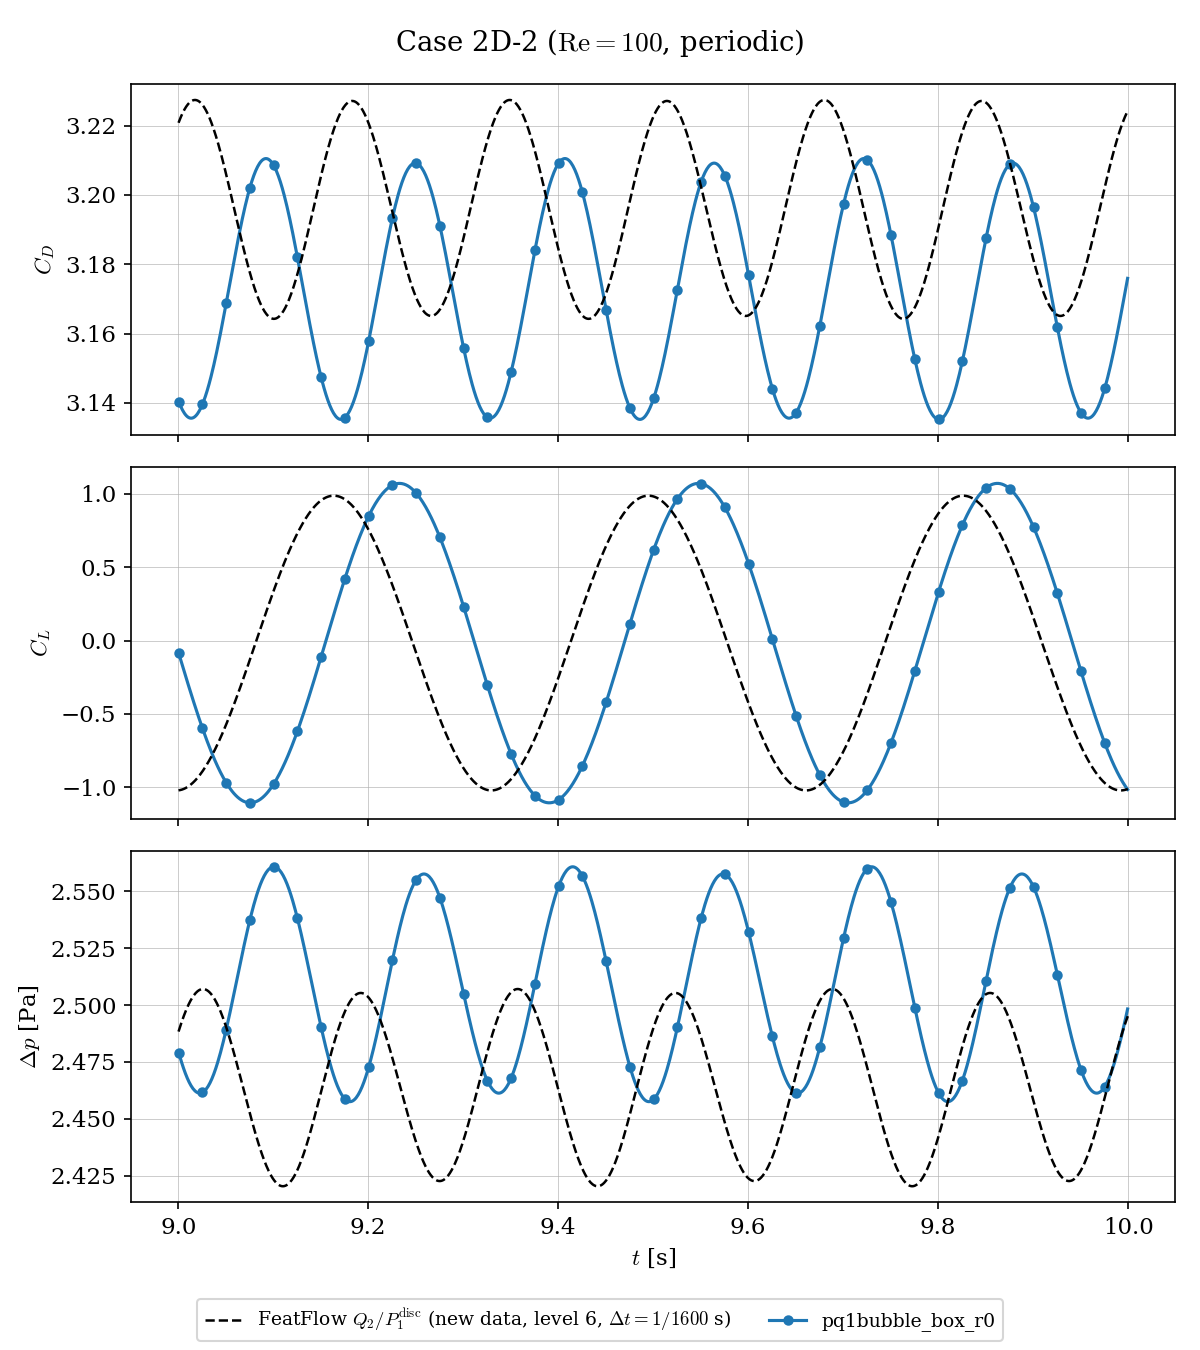 Case 2D-2 (Re = 100, periodic)
3.22
3.20
3.18
3.16
3.14
C_D
1.0
0.5
0.0
−0.5
−1.0
C_L
2.550
2.525
2.500
2.475
2.450
2.425
Δp [Pa]
9.0 9.2 9.4 9.6 9.8 10.0
t [s]
FeatFlow Q_2/P_1^disc (new data, level 6, Δt = 1/1600 s) pq1bubble_box_r0